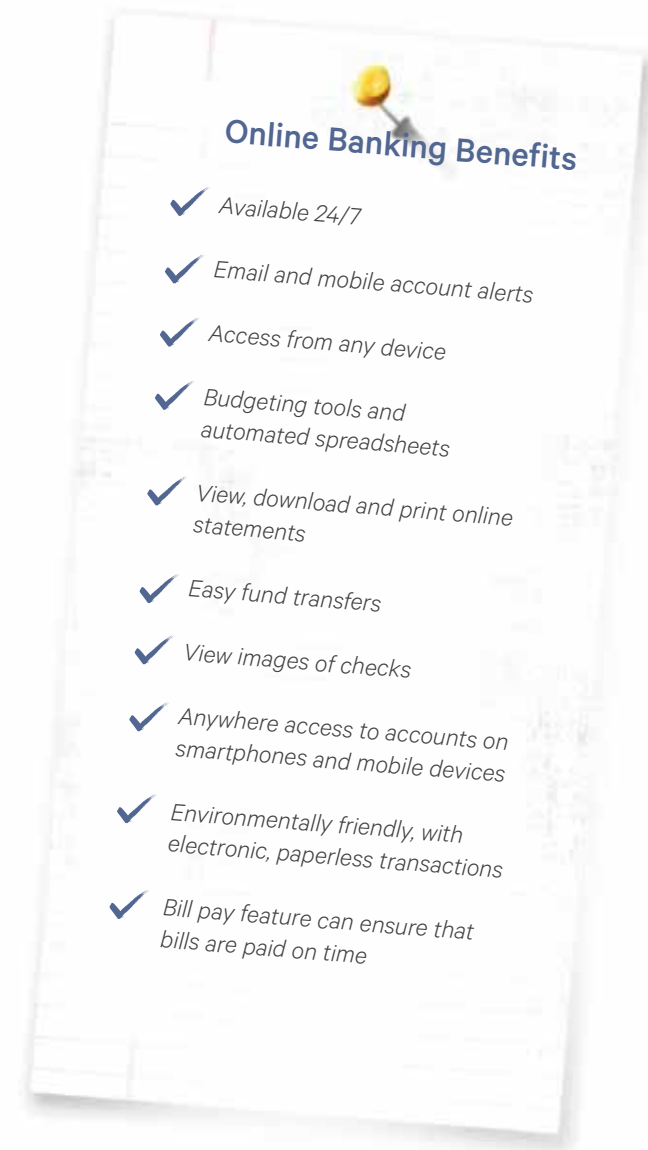 Online Banking Benefits
Available 24/7
Email and mobile account alerts
Access from any device
Budgeting tools and
automated spreadsheets
View, download and print online
statements
Easy fund transfers
View images of checks
Anywhere access to accounts on
smartphones and mobile devices
Environmentally friendly, with
electronic, paperless transactions
Bill pay feature can ensure that
bills are paid on time